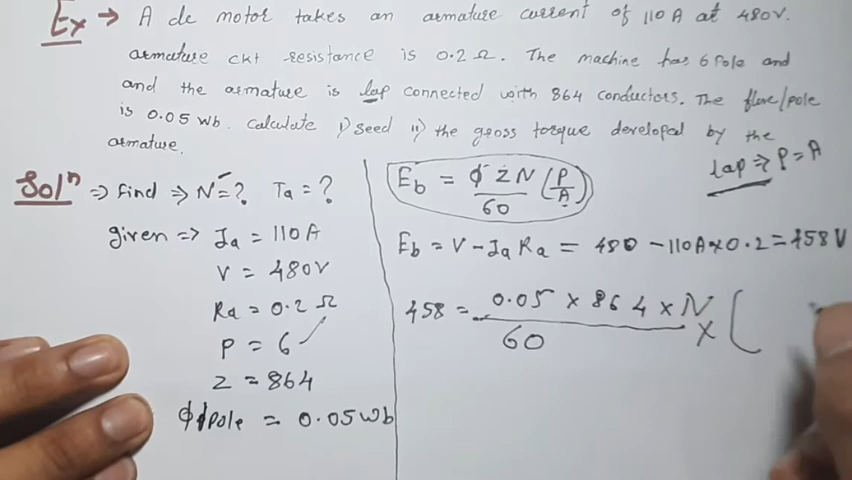 Ex → A dc motor takes an armature current of 110 A at 480V.
armature ckt resistance is 0.2 Ω. The machine has 6 Pole and
and the armature is lap connected with 864 conductors. The flux/pole
is 0.05 wb. Calculate i) Seed ii) the gross torque developed by the
armature.
lap ⇒ P = A
Solⁿ ⇒ Find ⇒ N = ? Ta = ?
given ⇒ Ia = 110A
V = 480V
Ra = 0.2 Ω
P = 6
Z = 864
ϕ/Pole = 0.05wb
Eb = ϕ Z N / 60 (P/A)
Eb = V - Ia Ra = 480 - 110A × 0.2 = 458 V
458 = 0.05 × 864 × N / 60 × (